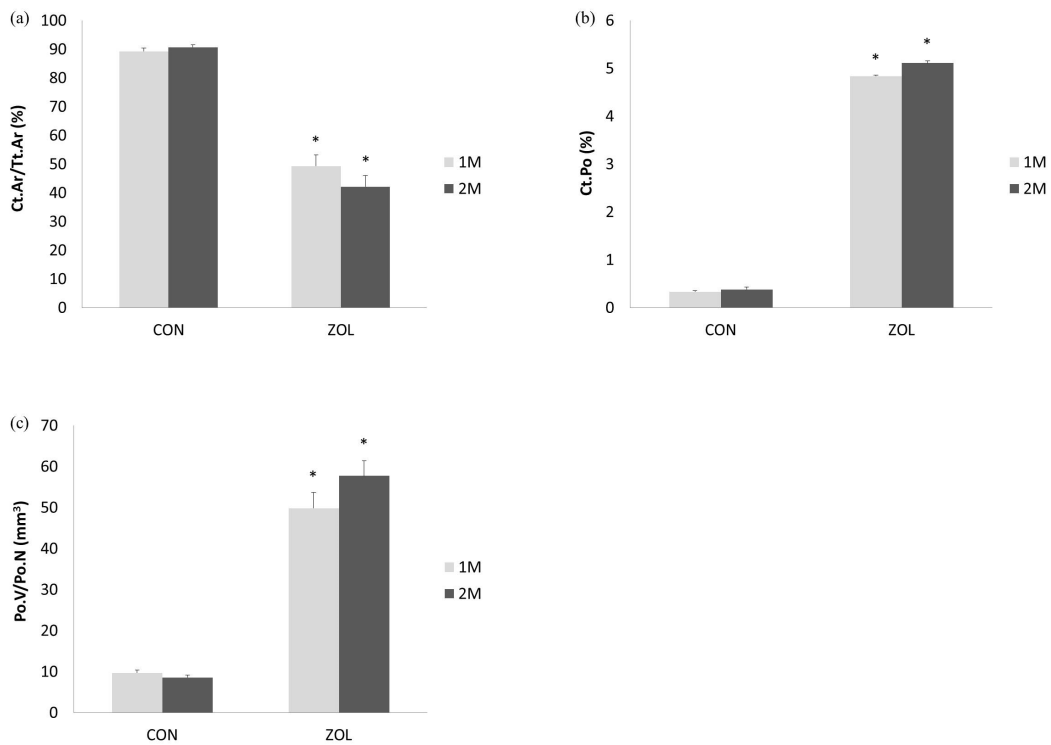 (a)
Ct.Ar/Tt.Ar (%)
100
90
80
70
60
50
40
30
20
10
0
* *
CON ZOL
1M
2M
(b)
Ct.Po (%)
6
5
4
3
2
1
0
* *
CON ZOL
1M
2M
(c)
Po.V/Po.N (mm³)
70
60
50
40
30
20
10
0
* *
CON ZOL
1M
2M